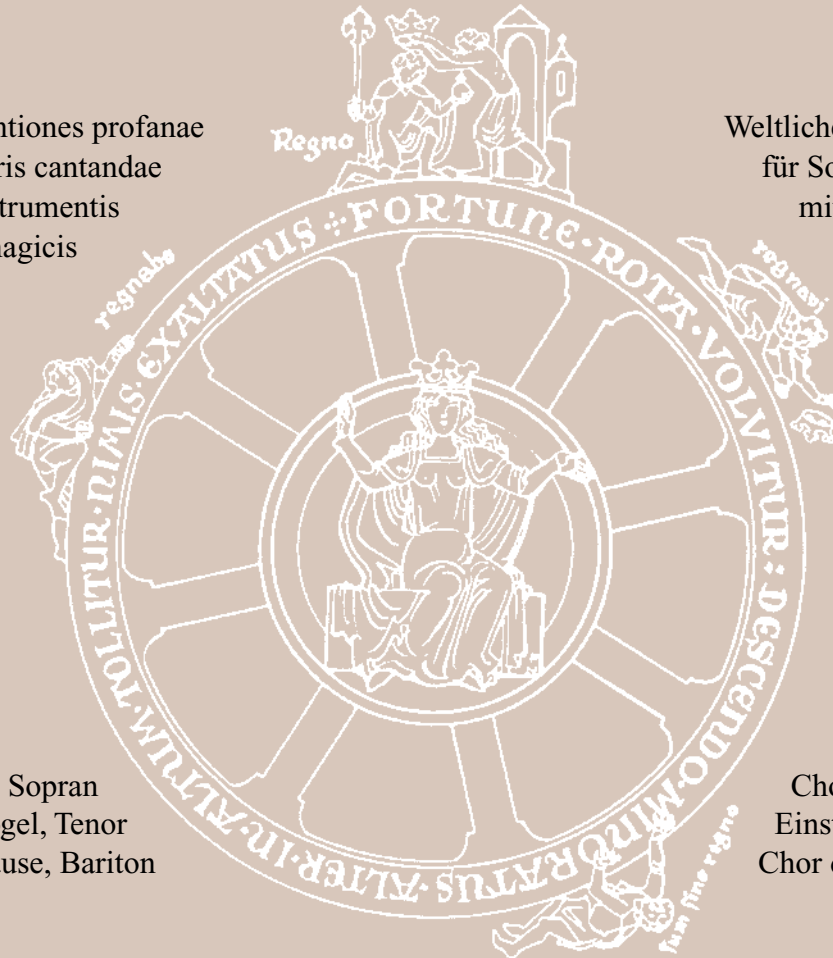 ntiones profanae
ris cantandae
trumentis
magicis
Weltliche
für So
mi
Regno
regnabo
regnavi
FORTUNE·ROTA·VOLVITUR : DESCENDO·MINORATUS·ALTER·IN·ALTUM·TOLLITUR·NIMIS·EXALTATUS
sum sine regno
Sopran
gel, Tenor
use, Bariton
Cho
Einst
Chor d